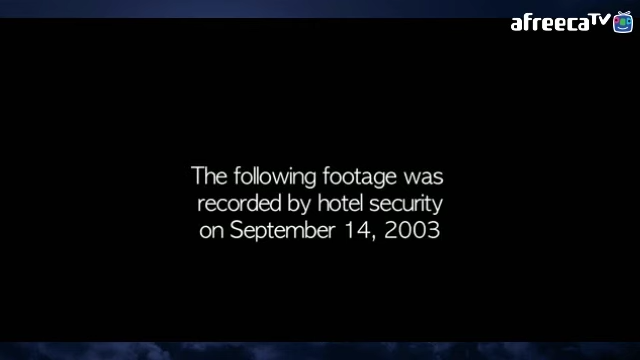 afreecaTV
The following footage was
recorded by hotel security
on September 14, 2003